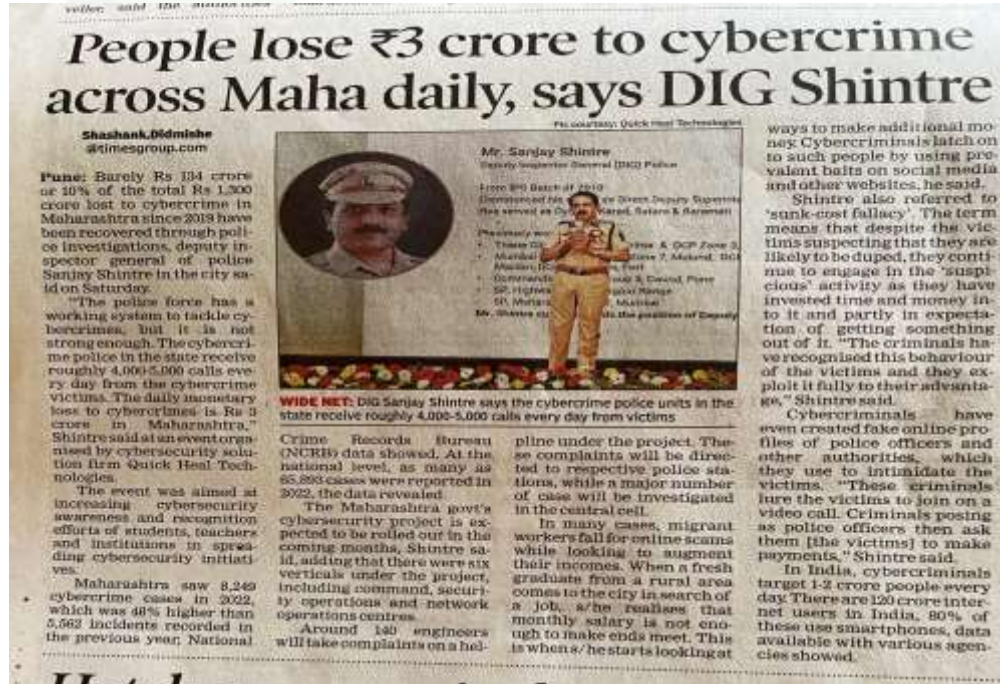 People lose ₹3 crore to cybercrime
across Maha daily, says DIG Shintre
Shashank.Didmishe
@timesgroup.com
Pune: Barely Rs 134 crore
or 10% of the total Rs 1,300
crore lost to cybercrime in
Maharashtra since 2019 have
been recovered through poli-
ce investigations, deputy in-
spector general of police
Sanjay Shintre in the city sa-
id on Saturday.
"The police force has a
working system to tackle cy-
bercrimes, but it is not
strong enough. The cybercri-
me police in the state receive
roughly 4,000-5,000 calls eve-
ry day from the cybercrime
victims. The daily monetary
loss to cybercrimes is Rs 3
crore in Maharashtra,"
Shintre said at an event orga-
nised by cybersecurity solu-
tion firm Quick Heal Tech-
nologies.
The event was aimed at
increasing cybersecurity
awareness and recognition
efforts of students, teachers
and institutions in sprea-
ding cybersecurity initiati-
ves.
Maharashtra saw 8,249
cybercrime cases in 2022,
which was 48% higher than
5,562 incidents recorded in
the previous year, National
Pic courtesy: Quick Heal Technologies
Mr. Sanjay Shintre
Deputy Inspector General (DIG) Police
WIDE NET: DIG Sanjay Shintre says the cybercrime police units in the
state receive roughly 4,000-5,000 calls every day from victims
Crime Records Bureau
(NCRB) data showed. At the
national level, as many as
65,893 cases were reported in
2022, the data revealed.
The Maharashtra govt's
cybersecurity project is ex-
pected to be rolled out in the
coming months, Shintre sa-
id, adding that there were six
verticals under the project,
including command, securi-
ty operations and network
operations centres.
Around 140 engineers
will take complaints on a hel-
pline under the project. The-
se complaints will be direc-
ted to respective police sta-
tions, while a major number
of case will be investigated
in the central cell.
In many cases, migrant
workers fall for online scams
while looking to augment
their incomes. When a fresh
graduate from a rural area
comes to the city in search of
a job, s/he realises that
monthly salary is not eno-
ugh to make ends meet. This
is when s/he starts looking at
ways to make additional mo-
ney. Cybercriminals latch on
to such people by using pre-
valent baits on social media
and other websites, he said.
Shintre also referred to
'sunk-cost fallacy'. The term
means that despite the vic-
tims suspecting that they are
likely to be duped, they conti-
nue to engage in the 'suspi-
cious' activity as they have
invested time and money in-
to it and partly in expecta-
tion of getting something
out of it. "The criminals ha-
ve recognised this behaviour
of the victims and they ex-
ploit it fully to their advanta-
ge," Shintre said.
Cybercriminals have
even created fake online pro-
files of police officers and
other authorities, which
they use to intimidate the
victims. "These criminals
lure the victims to join on a
video call. Criminals posing
as police officers then ask
them [the victims] to make
payments," Shintre said.
In India, cybercriminals
target 1-2 crore people every
day. There are 120 crore inter-
net users in India, 80% of
these use smartphones, data
available with various agen-
cies showed.